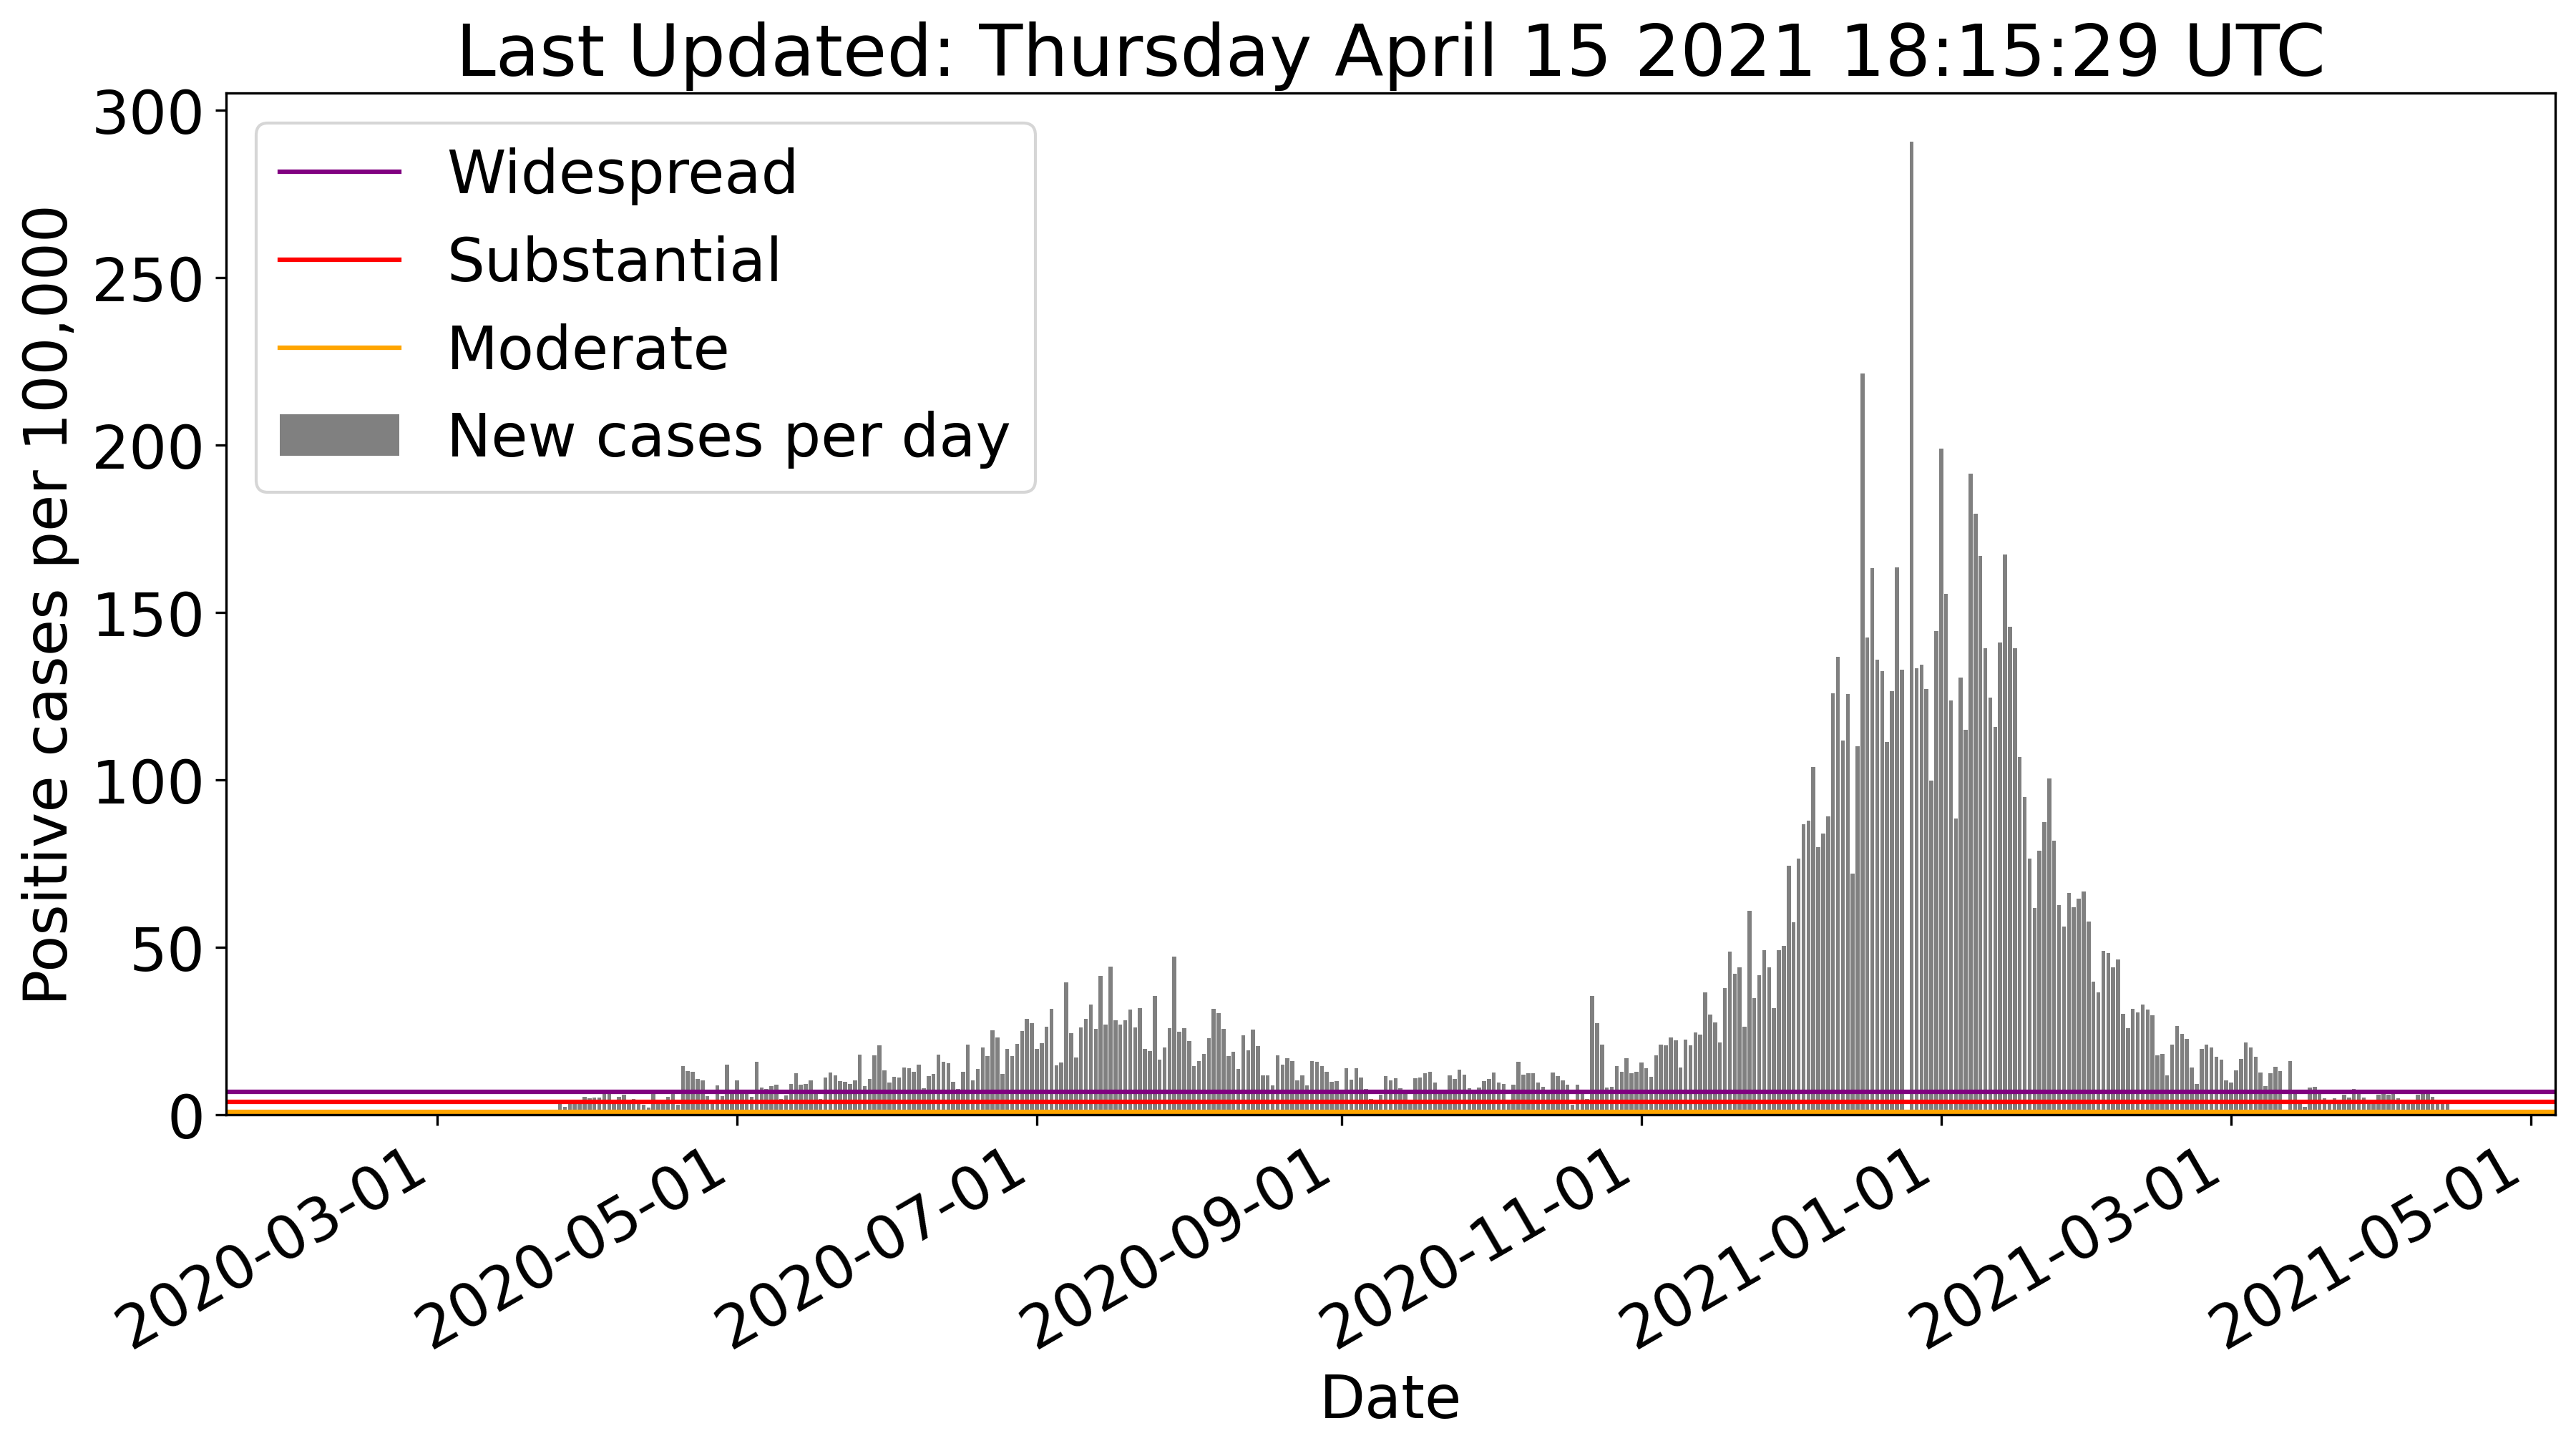 Last Updated: Thursday April 15 2021 18:15:29 UTC
Widespread
Substantial
Moderate
New cases per day
Positive cases per 100,000
300
250
200
150
100
50
0
2020-03-01
2020-05-01
2020-07-01
2020-09-01
2020-11-01
2021-01-01
2021-03-01
2021-05-01
Date